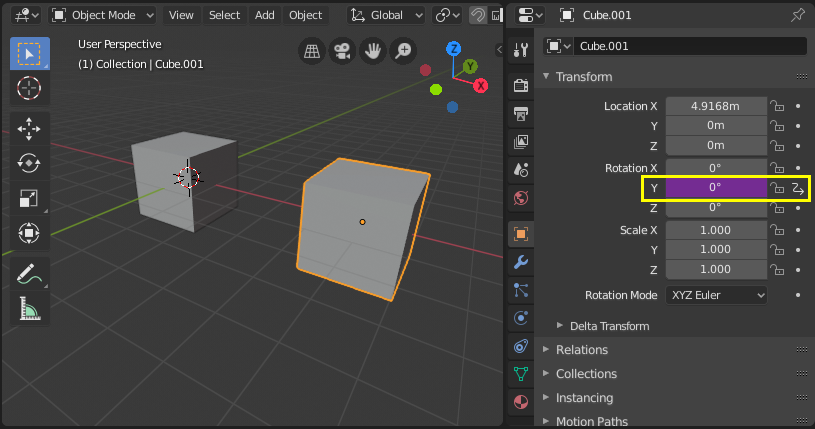 Object Mode View Select Add Object Global
User Perspective
(1) Collection | Cube.001
Z
Y
X
Cube.001
Cube.001
Transform
Location X 4.9168m
Y 0m
Z 0m
Rotation X 0°
Y 0°
Z 0°
Scale X 1.000
Y 1.000
Z 1.000
Rotation Mode XYZ Euler
Delta Transform
Relations
Collections
Instancing
Motion Paths